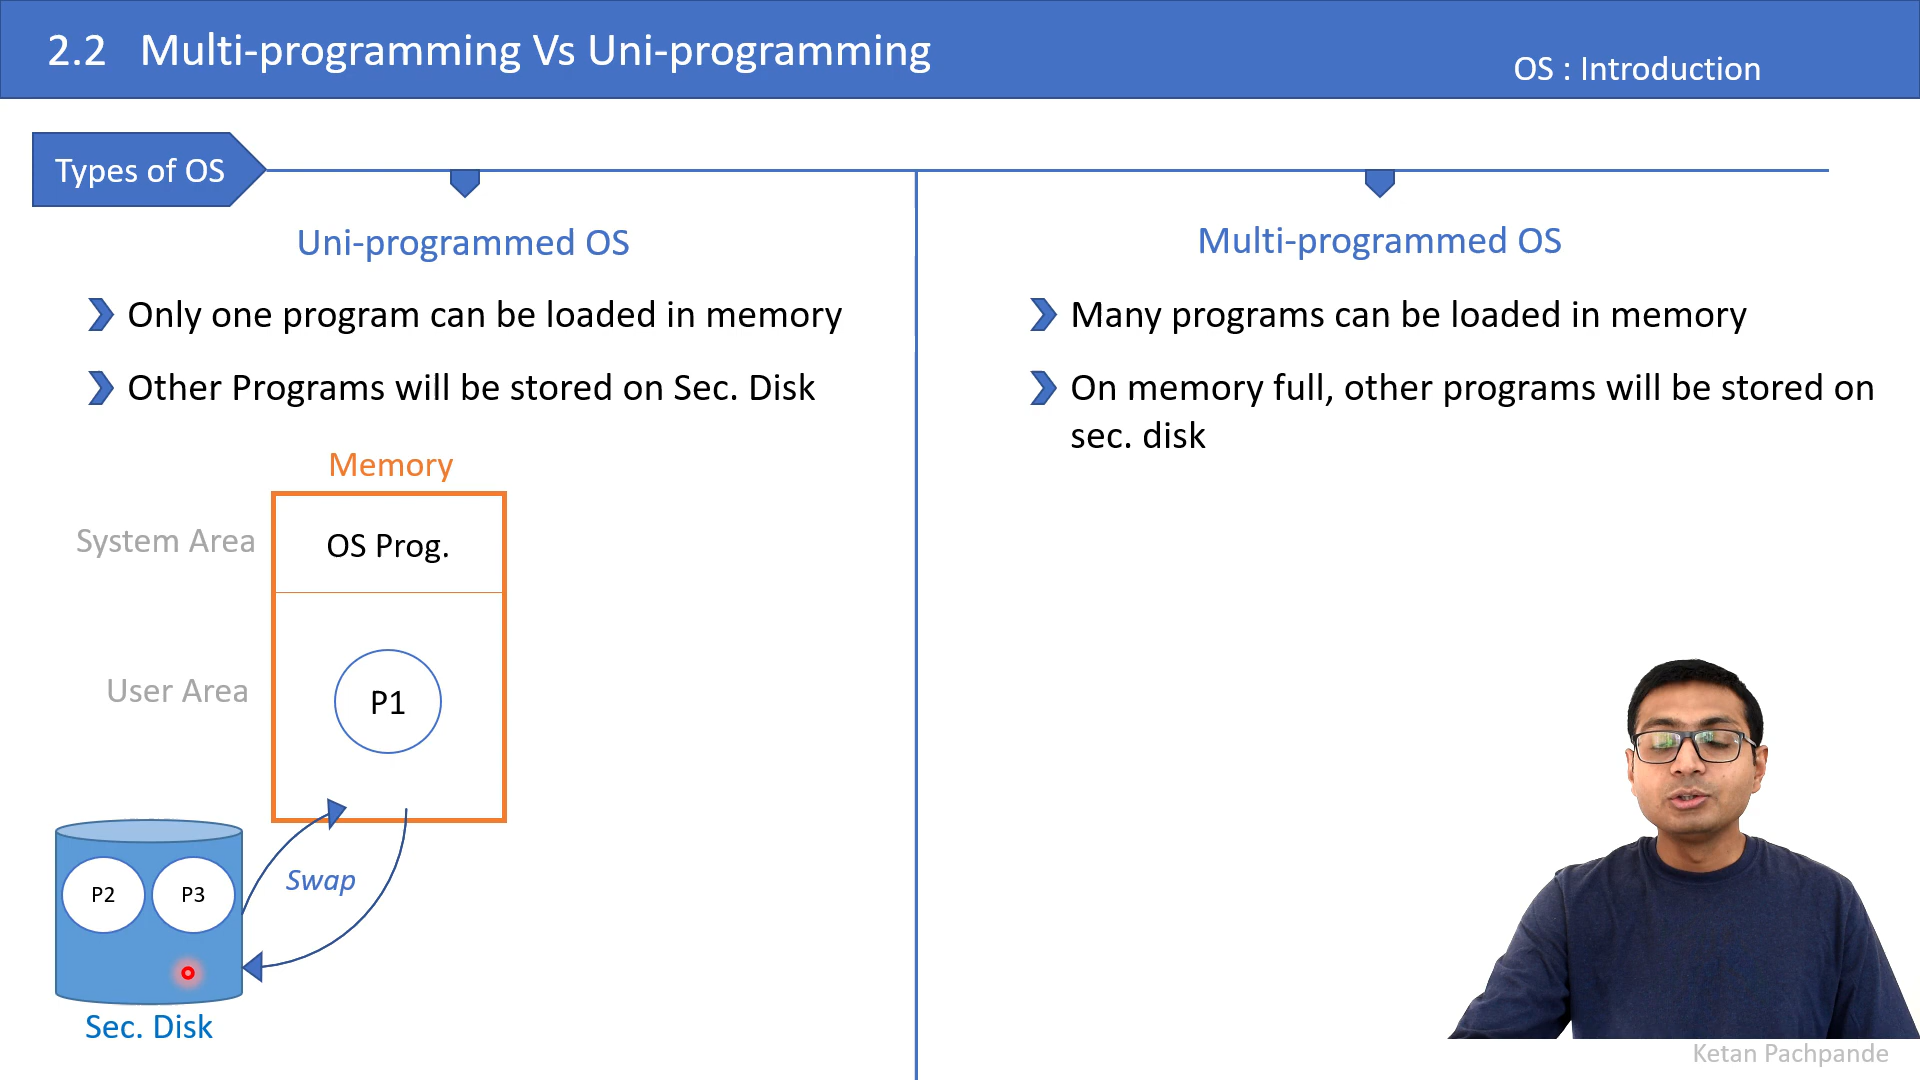 2.2 Multi-programming Vs Uni-programming
OS : Introduction
Types of OS
Uni-programmed OS
Only one program can be loaded in memory
Other Programs will be stored on Sec. Disk
Memory
System Area
OS Prog.
User Area
P1
Swap
P2
P3
Sec. Disk
Multi-programmed OS
Many programs can be loaded in memory
On memory full, other programs will be stored on
sec. disk
Ketan Pachpande